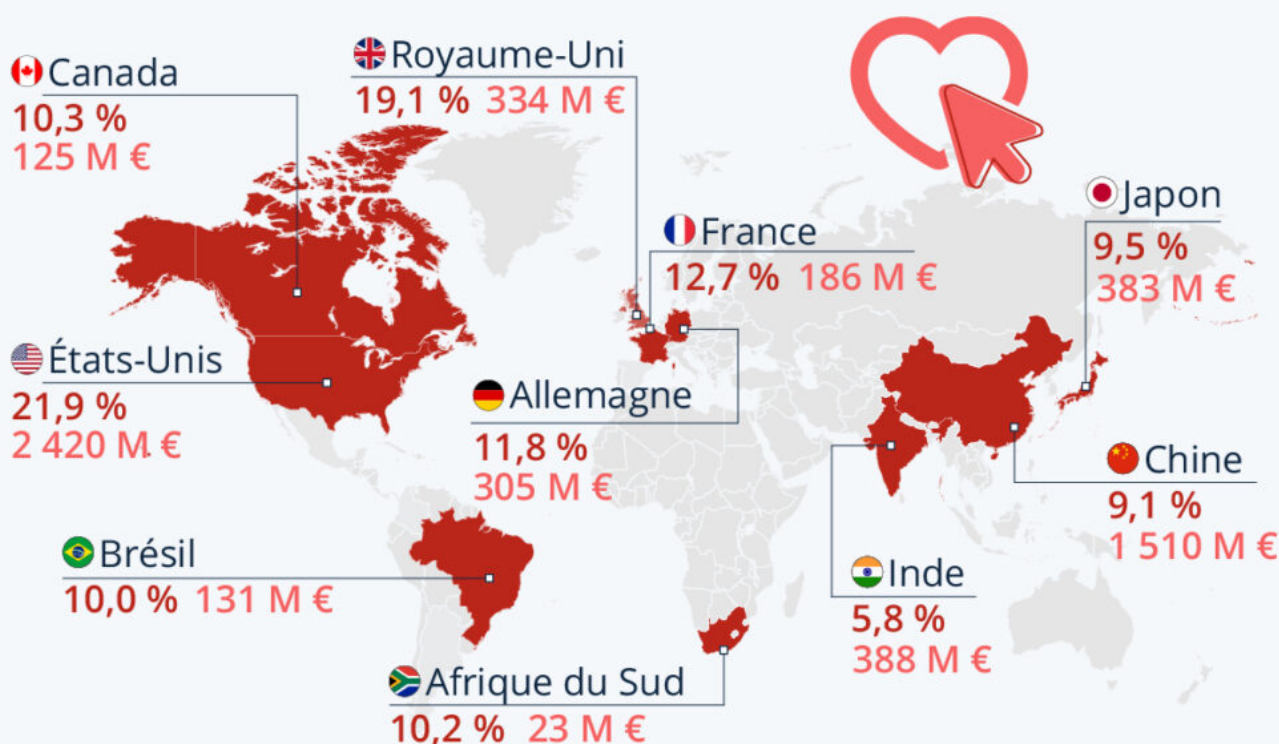 Canada
10,3 %
125 M €
Royaume-Uni
19,1 % 334 M €
France
12,7 % 186 M €
Japon
9,5 %
383 M €
États-Unis
21,9 %
2 420 M €
Allemagne
11,8 %
305 M €
Chine
9,1 %
1 510 M €
Brésil
10,0 % 131 M €
Inde
5,8 %
388 M €
Afrique du Sud
10,2 % 23 M €